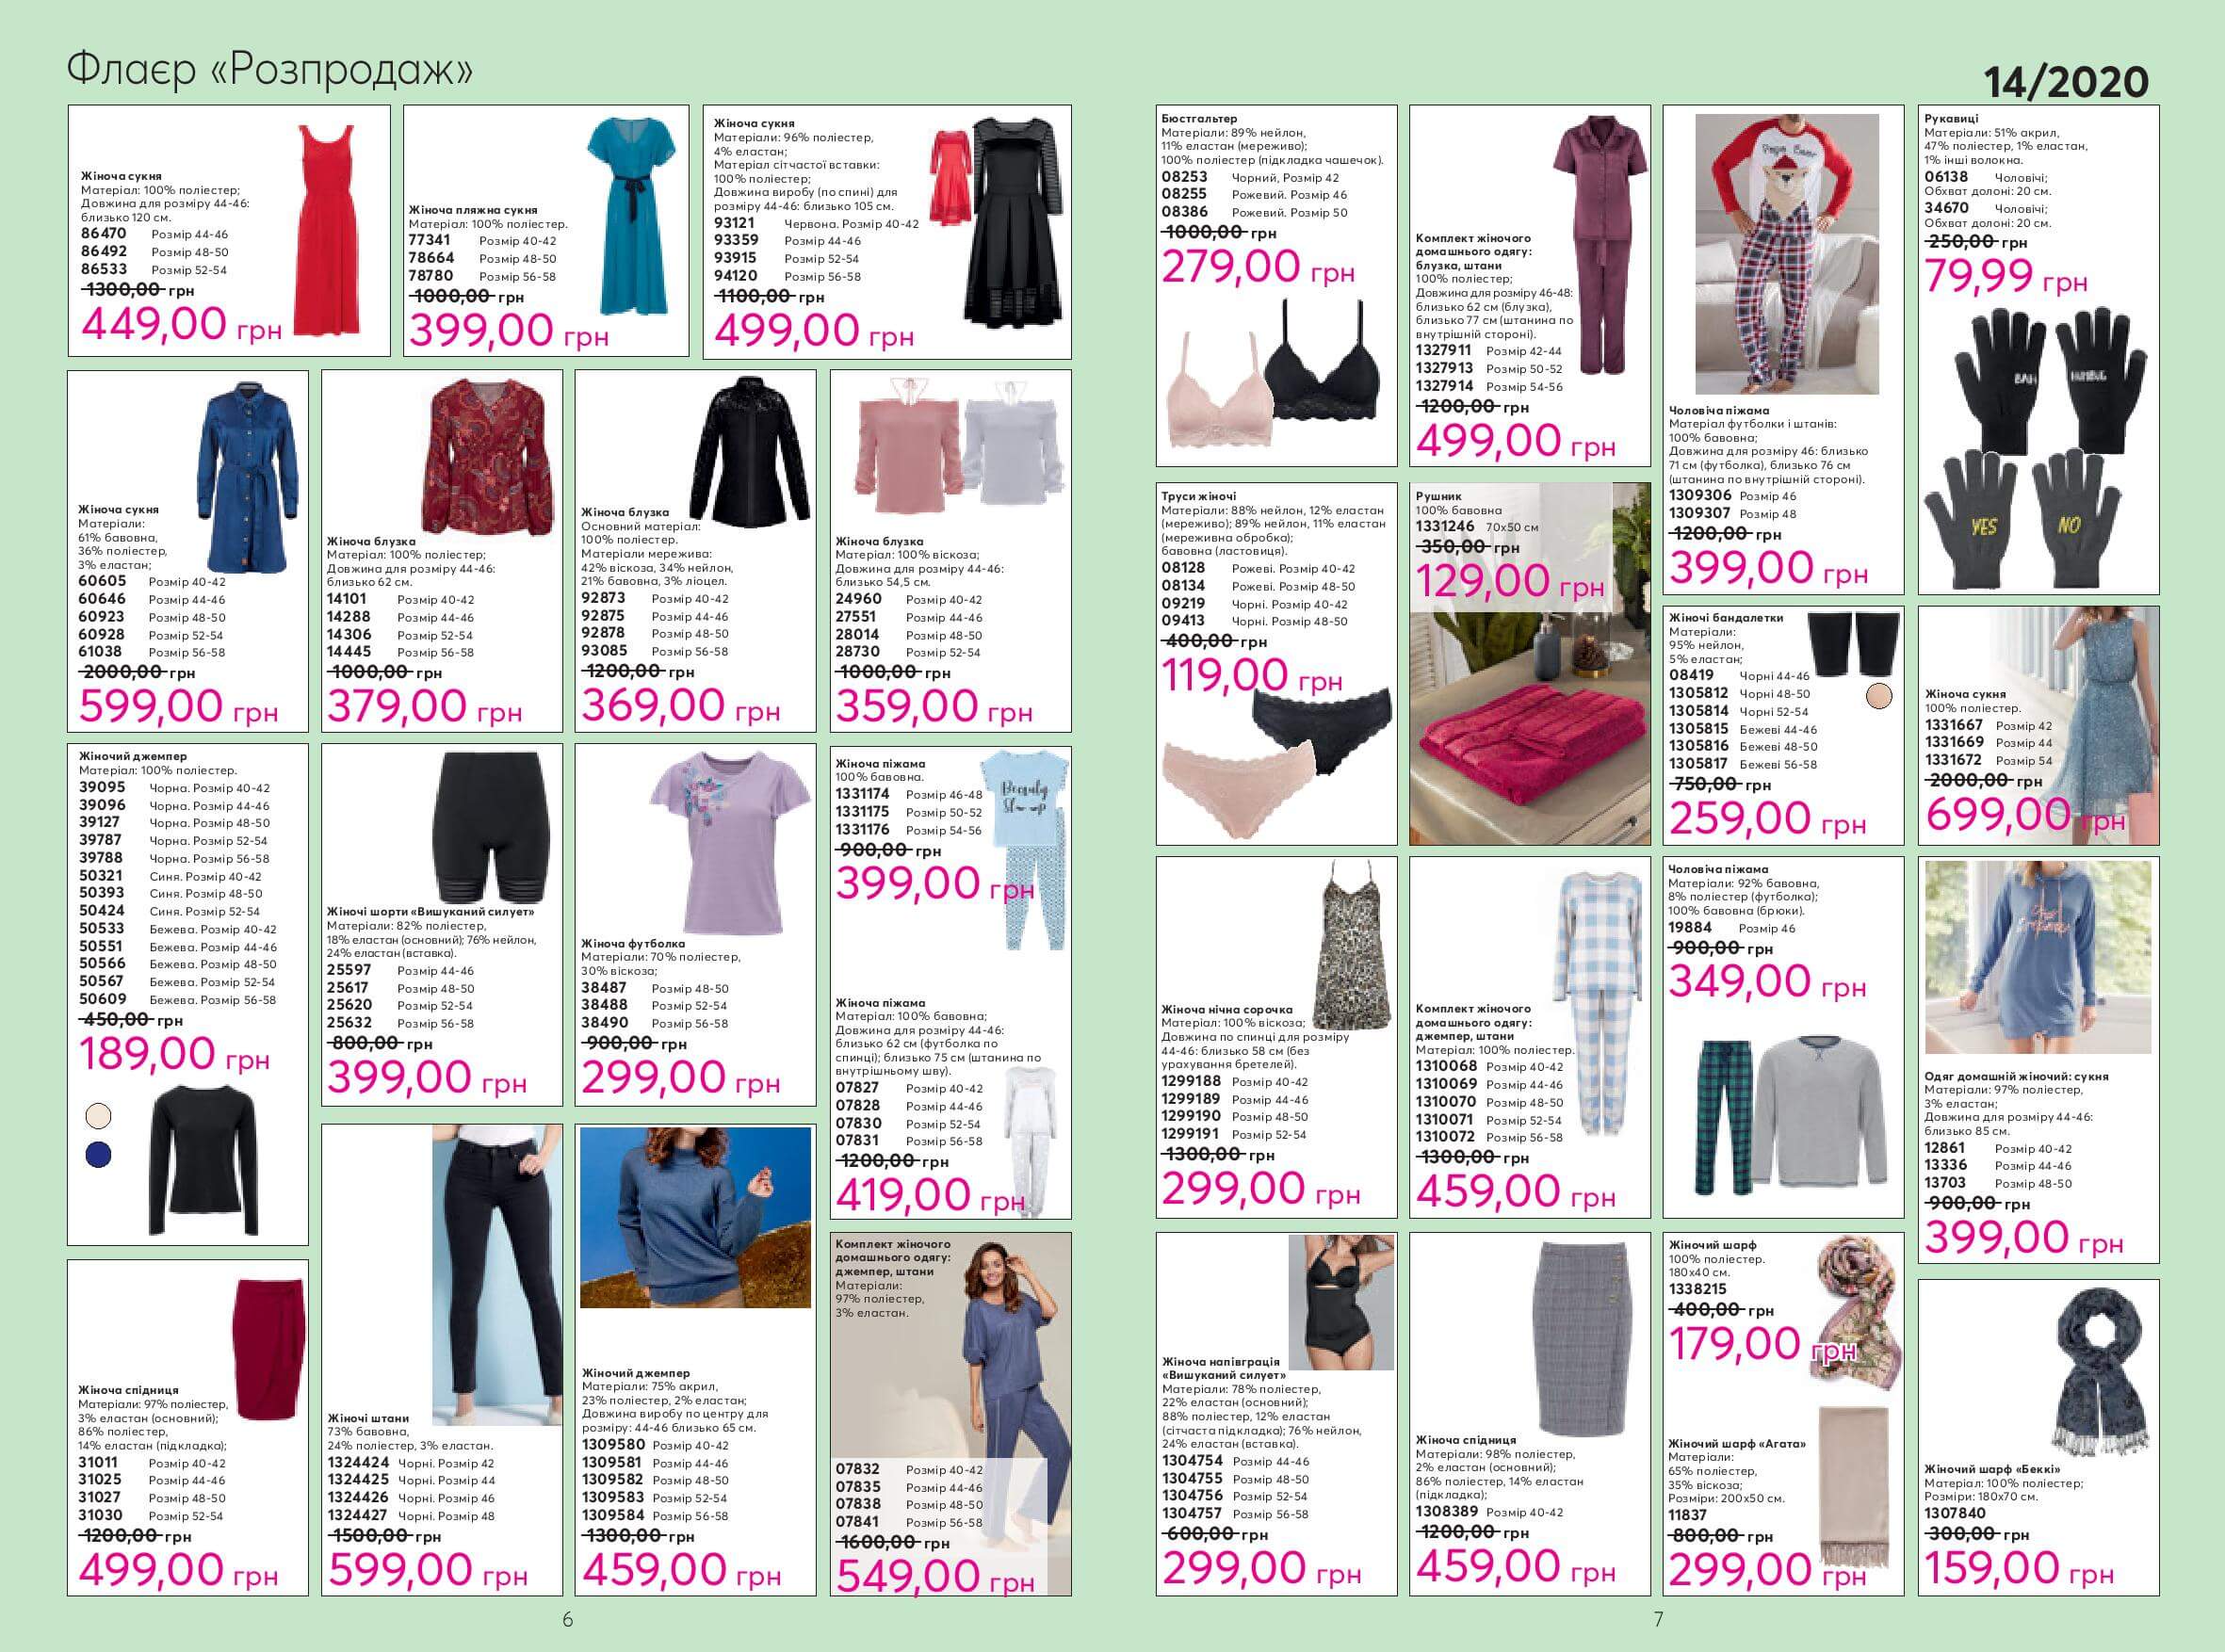 Флаєр «Розпродаж»
14/2020
Жіноча сукня
Матеріал: 100% поліестер;
Довжина для розміру 44-46:
близько 120 см.
86470 Розмір 44-46
86492 Розмір 48-50
86533 Розмір 52-54
1300,00 грн
449,00 грн
Жіноча пляжна сукня
Матеріал: 100% поліестер.
77341 Розмір 40-42
78664 Розмір 48-50
78780 Розмір 56-58
1000,00 грн
399,00 грн
Жіноча сукня
Матеріали: 96% поліестер,
4% еластан;
Матеріал сітчастої вставки:
100% поліестер;
Довжина виробу (по спині) для
розміру 44-46: близько 105 см.
93121 Червона. Розмір 40-42
93359 Розмір 44-46
93915 Розмір 52-54
94120 Розмір 56-58
1100,00 грн
499,00 грн
Жіноча сукня
Матеріали:
61% бавовна,
36% поліестер,
3% еластан;
60605 Розмір 40-42
60646 Розмір 44-46
60923 Розмір 48-50
60928 Розмір 52-54
61038 Розмір 56-58
2000,00 грн
599,00 грн
Жіноча блузка
Матеріал: 100% поліестер;
Довжина для розміру 44-46:
близько 62 см.
14101 Розмір 40-42
14288 Розмір 44-46
14306 Розмір 52-54
14445 Розмір 56-58
1000,00 грн
379,00 грн
Жіноча блузка
Основний матеріал:
100% поліестер.
Матеріали мережива:
42% віскоза, 34% нейлон,
21% бавовна, 3% ліоцел.
92873 Розмір 40-42
92875 Розмір 44-46
92878 Розмір 48-50
93085 Розмір 56-58
1200,00 грн
369,00 грн
Жіноча блузка
Матеріал: 100% віскоза;
Довжина для розміру 44-46:
близько 54,5 см.
24960 Розмір 40-42
27551 Розмір 44-46
28014 Розмір 48-50
28730 Розмір 52-54
1000,00 грн
359,00 грн
Жіночий джемпер
Матеріал: 100% поліестер.
39095 Чорна. Розмір 40-42
39096 Чорна. Розмір 44-46
39127 Чорна. Розмір 48-50
39787 Чорна. Розмір 52-54
39788 Чорна. Розмір 56-58
50321 Синя. Розмір 40-42
50393 Синя. Розмір 48-50
50424 Синя. Розмір 52-54
50533 Бежева. Розмір 40-42
50551 Бежева. Розмір 44-46
50566 Бежева. Розмір 48-50
50567 Бежева. Розмір 52-54
50609 Бежева. Розмір 56-58
450,00 грн
189,00 грн
Жіночі шорти «Вишуканий силует»
Матеріали: 82% поліестер,
18% еластан (основний); 76% нейлон,
24% еластан (вставка).
25597 Розмір 44-46
25617 Розмір 48-50
25620 Розмір 52-54
25632 Розмір 56-58
800,00 грн
399,00 грн
Жіноча футболка
Матеріали: 70% поліестер,
30% віскоза;
38487 Розмір 48-50
38488 Розмір 52-54
38490 Розмір 56-58
900,00 грн
299,00 грн
Жіноча піжама
100% бавовна.
1331174 Розмір 46-48
1331175 Розмір 50-52
1331176 Розмір 54-56
900,00 грн
399,00 грн
Beauty
Жіноча піжама
Матеріал: 100% бавовна;
Довжина для розміру 44-46:
близько 62 см (футболка по
спинці); близько 75 см (штанина по
внутрішньому шву).
07827 Розмір 40-42
07828 Розмір 44-46
07830 Розмір 52-54
07831 Розмір 56-58
1200,00 грн
419,00 грн
Жіноча спідниця
Матеріали: 97% поліестер,
3% еластан (основний);
86% поліестер,
14% еластан (підкладка);
31011 Розмір 40-42
31025 Розмір 44-46
31027 Розмір 48-50
31030 Розмір 52-54
1200,00 грн
499,00 грн
Жіночі штани
73% бавовна,
24% поліестер, 3% еластан.
1324424 Чорні. Розмір 42
1324425 Чорні. Розмір 44
1324426 Чорні. Розмір 46
1324427 Чорні. Розмір 48
1500,00 грн
599,00 грн
Жіночий джемпер
Матеріали: 75% акрил,
23% поліестер, 2% еластан;
Довжина виробу по центру для
розміру: 44-46 близько 65 см.
1309580 Розмір 40-42
1309581 Розмір 44-46
1309582 Розмір 48-50
1309583 Розмір 52-54
1309584 Розмір 56-58
1300,00 грн
459,00 грн
Комплект жіночого
домашнього одягу:
джемпер, штани
Матеріали:
97% поліестер,
3% еластан.
07832 Розмір 40-42
07835 Розмір 44-46
07838 Розмір 48-50
07841 Розмір 56-58
1600,00 грн
549,00 грн
6
Бюстгальтер
Матеріали: 89% нейлон,
11% еластан (мереживо);
100% поліестер (підкладка чашечок).
08253 Чорний, Розмір 42
08255 Рожевий. Розмір 46
08386 Рожевий. Розмір 50
1000,00 грн
279,00 грн
Комплект жіночого
домашнього одягу:
блузка, штани
100% поліестер;
Довжина для розміру 46-48:
близько 62 см (блузка),
близько 77 см (штанина по
внутрішній стороні).
1327911 Розмір 42-44
1327913 Розмір 50-52
1327914 Розмір 54-56
1200,00 грн
499,00 грн
Чоловіча піжама
Матеріал футболки і штанів:
100% бавовна;
Довжина для розміру 46: близько
71 см (футболка), близько 76 см
(штанина по внутрішній стороні).
1309306 Розмір 46
1309307 Розмір 48
1200,00 грн
399,00 грн
Рукавиці
Матеріали: 51% акрил,
47% поліестер, 1% еластан,
1% інші волокна.
06138 Чоловічі;
Обхват долоні: 20 см.
34670 Чоловічі;
Обхват долоні: 20 см.
250,00 грн
79,99 грн
BAH HUMBUG
YES NO
Труси жіночі
Матеріали: 88% нейлон, 12% еластан
(мереживо); 89% нейлон, 11% еластан
(мереживна обробка);
бавовна (ластовиця).
08128 Рожеві. Розмір 40-42
08134 Рожеві. Розмір 48-50
09219 Чорні. Розмір 40-42
09413 Чорні. Розмір 48-50
400,00 грн
119,00 грн
Рушник
100% бавовна
1331246 70х50 см
350,00 грн
129,00 грн
Жіночі бандалетки
Матеріали:
95% нейлон,
5% еластан;
08419 Чорні 44-46
1305812 Чорні 48-50
1305814 Чорні 52-54
1305815 Бежеві 44-46
1305816 Бежеві 48-50
1305817 Бежеві 56-58
750,00 грн
259,00 грн
Жіноча сукня
100% поліестер.
1331667 Розмір 42
1331669 Розмір 44
1331672 Розмір 54
2000,00 грн
699,00 грн
Жіноча нічна сорочка
Матеріал: 100% віскоза;
Довжина по спинці для розміру
44-46: близько 58 см (без
урахування бретелей).
1299188 Розмір 40-42
1299189 Розмір 44-46
1299190 Розмір 48-50
1299191 Розмір 52-54
1300,00 грн
299,00 грн
Комплект жіночого
домашнього одягу:
джемпер, штани
Матеріал: 100% поліестер.
1310068 Розмір 40-42
1310069 Розмір 44-46
1310070 Розмір 48-50
1310071 Розмір 52-54
1310072 Розмір 56-58
1300,00 грн
459,00 грн
Чоловіча піжама
Матеріали: 92% бавовна,
8% поліестер (футболка);
100% бавовна (брюки).
19884 Розмір 46
900,00 грн
349,00 грн
Одяг домашній жіночий: сукня
Матеріали: 97% поліестер,
3% еластан;
Довжина для розміру 44-46:
близько 85 см.
12861 Розмір 40-42
13336 Розмір 44-46
13703 Розмір 48-50
900,00 грн
399,00 грн
Жіноча напівграція
«Вишуканий силует»
Матеріали: 78% поліестер,
22% еластан (основний);
88% поліестер, 12% еластан
(сітчаста підкладка); 76% нейлон,
24% еластан (вставка).
1304754 Розмір 44-46
1304755 Розмір 48-50
1304756 Розмір 52-54
1304757 Розмір 56-58
600,00 грн
299,00 грн
Жіноча спідниця
Матеріали: 98% поліестер,
2% еластан (основний);
86% поліестер, 14% еластан
(підкладка);
1308389 Розмір 40-42
1200,00 грн
459,00 грн
Жіночий шарф
100% поліестер.
180х40 см.
1338215
400,00 грн
179,00 грн
Жіночий шарф «Агата»
Матеріали:
65% поліестер,
35% віскоза;
Розміри: 200х50 см.
11837
800,00 грн
299,00 грн
Жіночий шарф «Беккі»
Матеріал: 100% поліестер;
Розміри: 180х70 см.
1307840
300,00 грн
159,00 грн
7